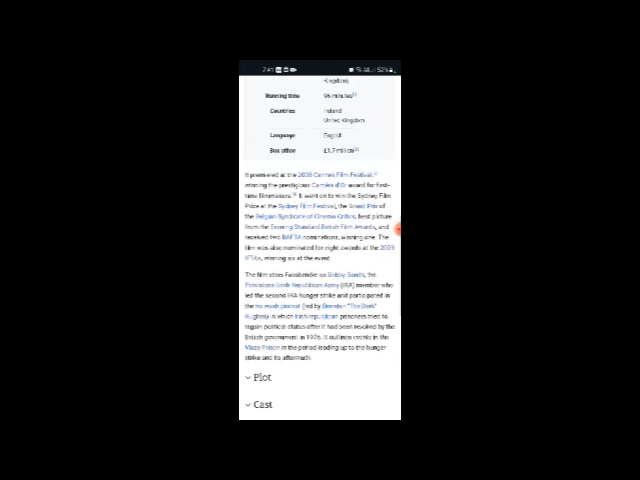 Kingdom)
Running time 96 minutes[1]
Countries Ireland
United Kingdom
Language English
Box office £1.7 million[2]
It premiered at the 2008 Cannes Film Festival,[3]
winning the prestigious Caméra d'Or award for first-
time filmmakers.[4] It went on to win the Sydney Film
Prize at the Sydney Film Festival, the Grand Prix of
the Belgian Syndicate of Cinema Critics, best picture
from the Evening Standard British Film Awards, and
received two BAFTA nominations, winning one. The
film was also nominated for eight awards at the 2009
IFTAs, winning six at the event.
The film stars Fassbender as Bobby Sands, the
Provisional Irish Republican Army (IRA) member who
led the second IRA hunger strike and participated in
the no wash protest (led by Brendan "The Dark"
Hughes) in which Irish republican prisoners tried to
regain political status after it had been revoked by the
British government in 1976. It outlines events in the
Maze Prison in the period leading up to the hunger
strike and its aftermath.
Plot
Cast